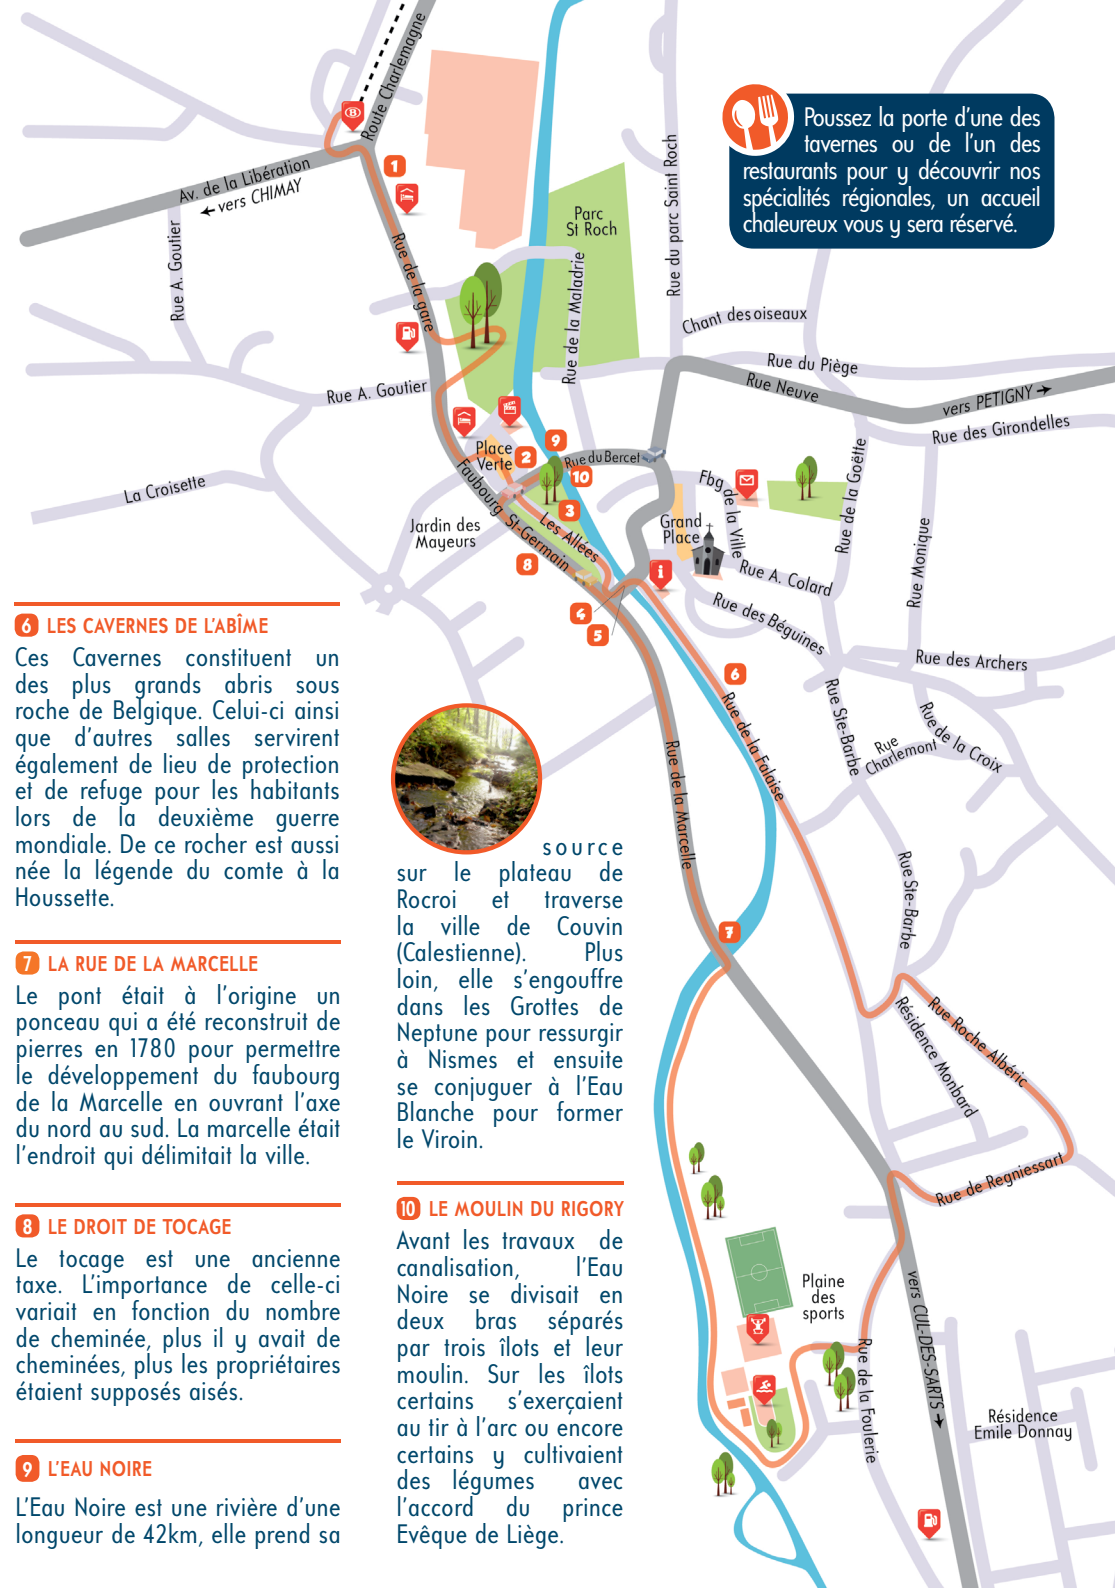 Route Charlemagne
B
Av. de la Libération
vers CHIMAY
1
Rue A. Goutier
Rue de la gare
Parc
St Roch
Rue de la Maladrie
Rue du parc Saint Roch
Poussez la porte d'une des
tavernes ou de l'un des
restaurants pour y découvrir nos
spécialités régionales, un accueil
chaleureux vous y sera réservé.
Chant des oiseaux
Rue du Piège
Rue Neuve
vers PETIGNY
Rue des Girondelles
Rue A. Goutier
La Croisette
Place
Verte
2
9
Rue du Bercet
10
3
Faubourg St-Germain
Les Allées
Jardin des
Mayeurs
8
4
5
Grand
Place
Fbg de la Ville
i
Rue de la Goëtte
Rue Monique
Rue A. Colard
Rue des Béguines
Rue des Archers
6
Rue de la Falaise
Rue Ste-Barbe
Rue
Charlemont
Rue de la Croix
Rue de la Marcelle
Rue Ste-Barbe
7
Résidence Monbard
Rue Roche Albéric
Rue de Regniessart
Plaine
des
sports
vers CUL-DES-SARTS
Rue de la Foulerie
Résidence
Emile Donnay
6 LES CAVERNES DE L'ABÎME
Ces Cavernes constituent un
des plus grands abris sous
roche de Belgique. Celui-ci ainsi
que d'autres salles servirent
également de lieu de protection
et de refuge pour les habitants
lors de la deuxième guerre
mondiale. De ce rocher est aussi
née la légende du comte à la
Houssette.
7 LA RUE DE LA MARCELLE
Le pont était à l'origine un
ponceau qui a été reconstruit de
pierres en 1780 pour permettre
le développement du faubourg
de la Marcelle en ouvrant l'axe
du nord au sud. La marcelle était
l'endroit qui délimitait la ville.
8 LE DROIT DE TOCAGE
Le tocage est une ancienne
taxe. L'importance de celle-ci
variait en fonction du nombre
de cheminée, plus il y avait de
cheminées, plus les propriétaires
étaient supposés aisés.
9 L'EAU NOIRE
L'Eau Noire est une rivière d'une
longueur de 42km, elle prend sa
source
sur le plateau de
Rocroi et traverse
la ville de Couvin
(Calestienne). Plus
loin, elle s'engouffre
dans les Grottes de
Neptune pour ressurgir
à Nismes et ensuite
se conjuguer à l'Eau
Blanche pour former
le Viroin.
10 LE MOULIN DU RIGORY
Avant les travaux de
canalisation, l'Eau
Noire se divisait en
deux bras séparés
par trois îlots et leur
moulin. Sur les îlots
certains s'exerçaient
au tir à l'arc ou encore
certains y cultivaient
des légumes avec
l'accord du prince
Evêque de Liège.